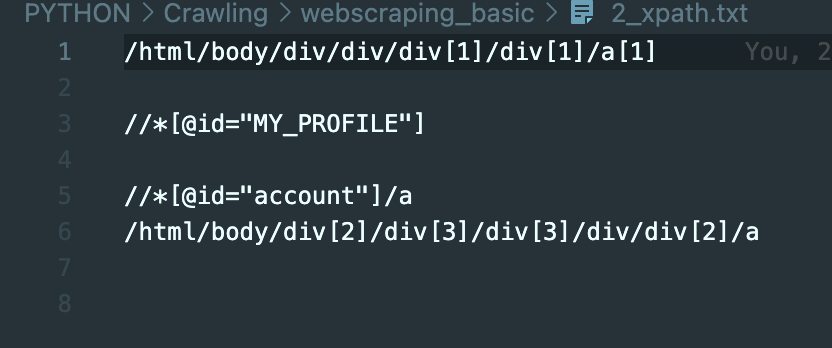 PYTHON > Crawling > webscraping_basic > 2_xpath.txt
1 /html/body/div/div/div[1]/div[1]/a[1] You, 2
2
3 //*[@id="MY_PROFILE"]
4
5 //*[@id="account"]/a
6 /html/body/div[2]/div[3]/div[3]/div/div[2]/a
7
8